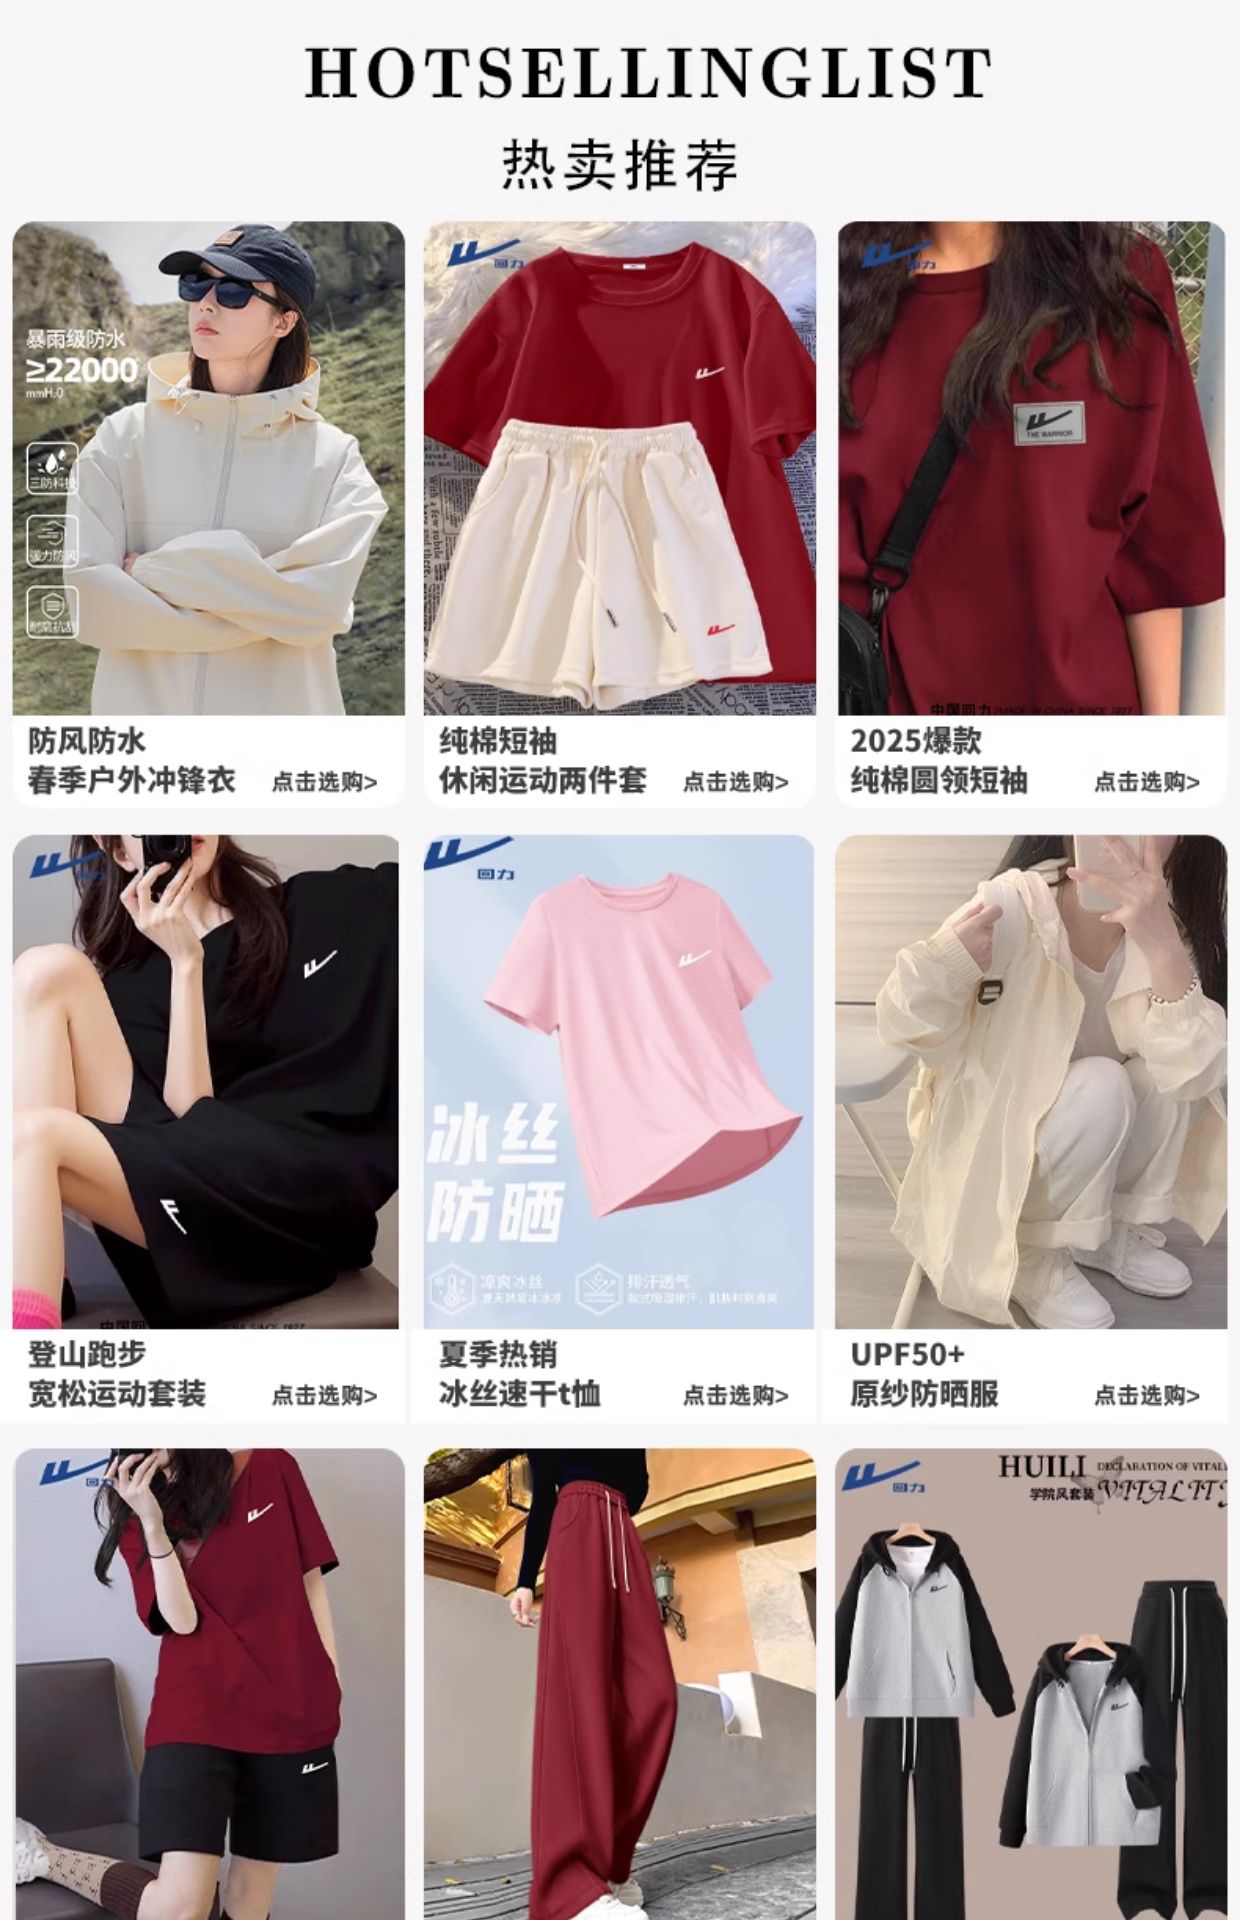 HOTSELLINGLIST
热卖推荐
暴雨级防水
≥22000
mmH.0
三防科技
强力防风
耐磨抗刮
防风防水
春季户外冲锋衣 点击选购>
回力
纯棉短袖
休闲运动两件套 点击选购>
回力
THE WARRIOR
中国回力/MADE IN CHINA SINCE 1927
2025爆款
纯棉圆领短袖 点击选购>
回力
登山跑步
宽松运动套装 点击选购>
回力
冰丝
防晒
凉爽冰丝
排汗透气
夏季热销
冰丝速干t恤 点击选购>
UPF50+
原纱防晒服 点击选购>
回力
回力
HUILI
DECLARATION OF VITALI
学院风套装
VITALITY